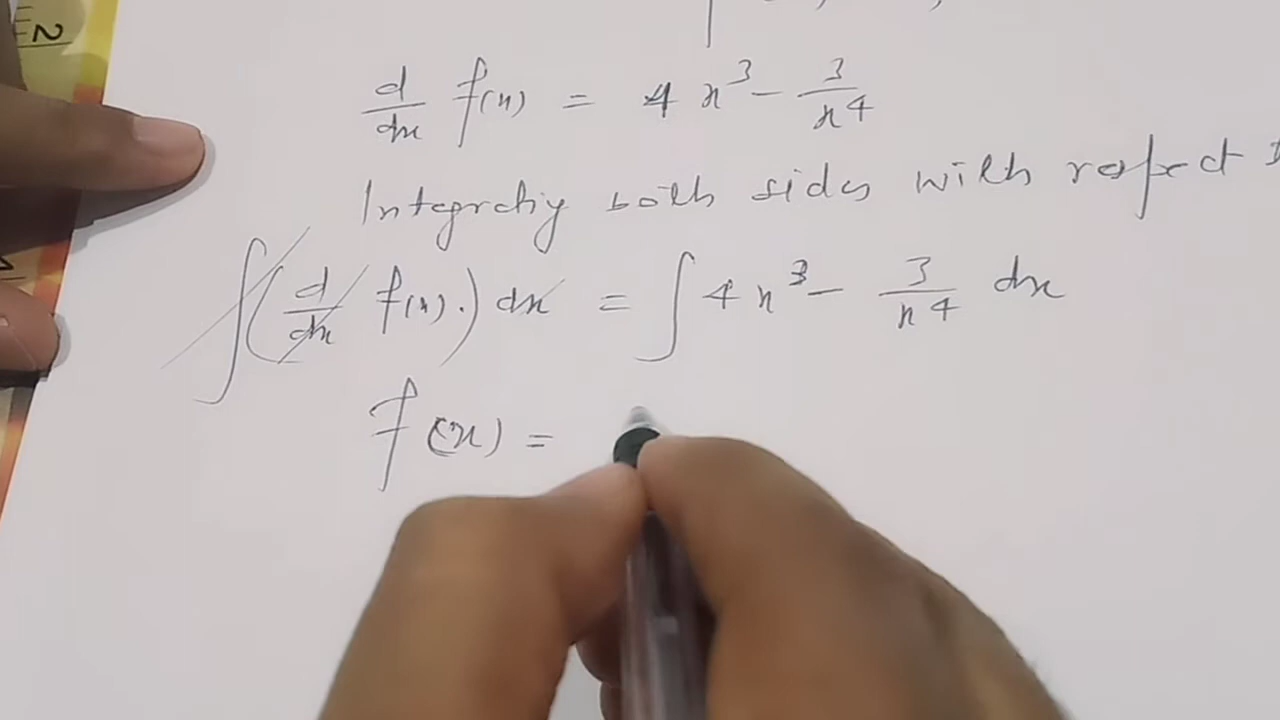 d/dx f(x) = 4x³ - 3/x⁴
Integrating both sides with respect
∫(d/dx f(x).) dx = ∫ 4x³ - 3/x⁴ dx
f(x) =